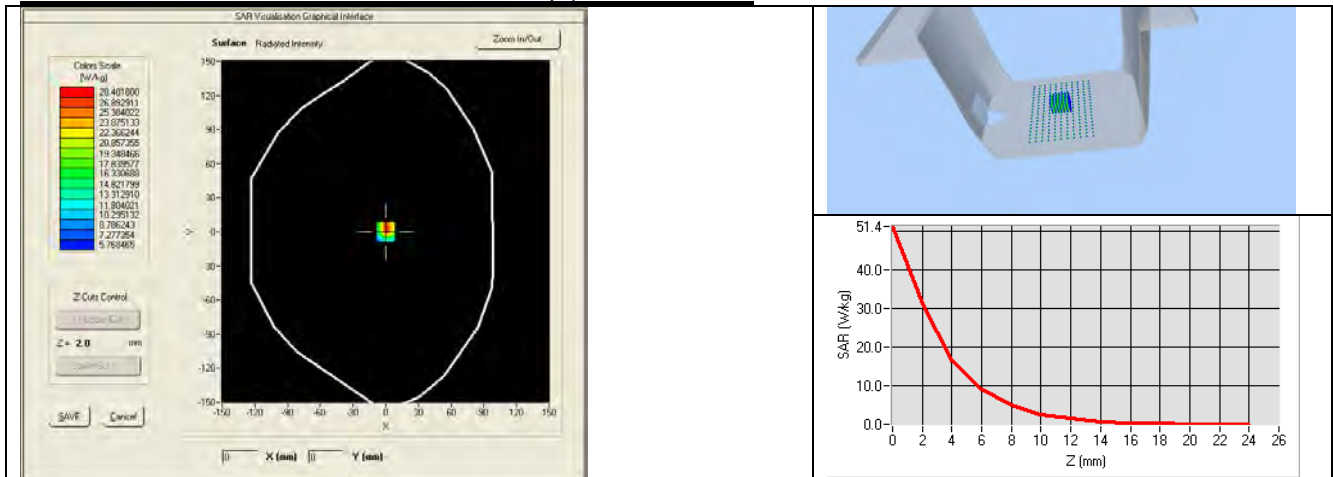 SAR Visualisation Graphical Interface
Surface Radiated Intensity
Zoom In/Out
Colors Scale
[W/kg]
28.401800
26.892911
25.384022
23.875133
22.366244
20.857355
19.348466
17.839577
16.330688
14.821799
13.312910
11.804021
10.295132
8.786243
7.277354
5.768465
Z Cuts Control
Z = 2.0 mm
SAVE Cancel
150
120
90
60
30
0
-30
-60
-90
-120
-150
Y
-150 -120 -90 -60 -30 0 30 60 90 120 150
X
0 X (mm) 0 Y (mm)
51.4
40.0
30.0
20.0
10.0
0.0
SAR (W/kg)
0 2 4 6 8 10 12 14 16 18 20 22 24 26
Z (mm)